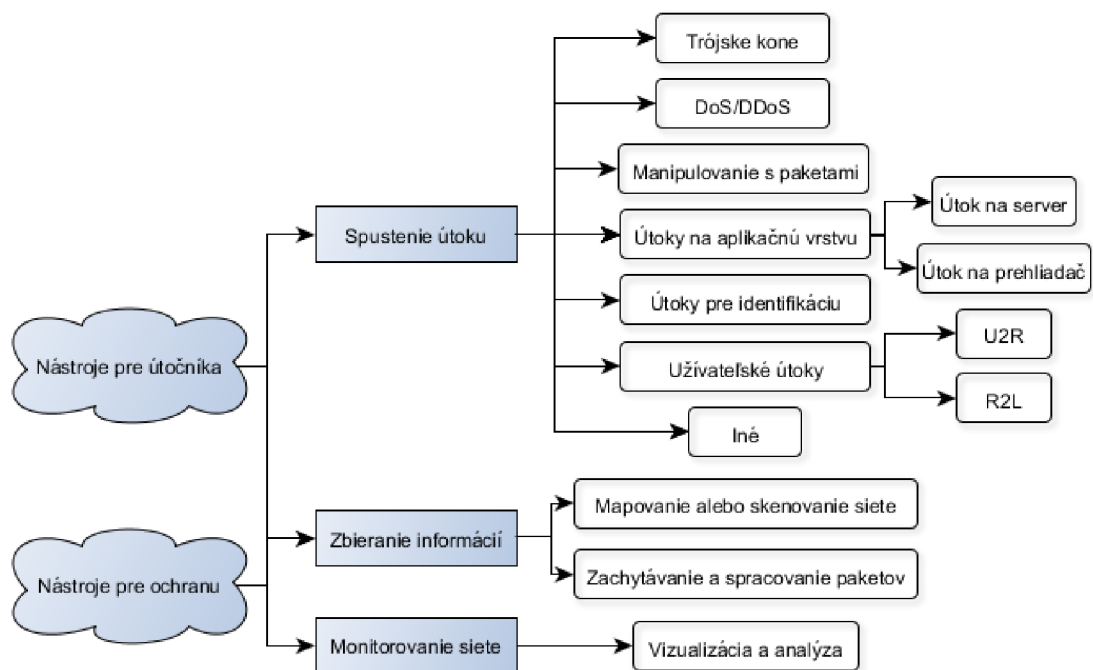 Trójske kone
DoS/DDoS
Manipulovanie s paketami
Útok na server
Spustenie útoku
Útoky na aplikačnú vrstvu
Útok na prehliadač
Útoky pre identifikáciu
U2R
Nástroje pre útočníka
Užívateľské útoky
R2L
Iné
Mapovanie alebo skenovanie siete
Zbieranie informácií
Nástroje pre ochranu
Zachytávanie a spracovanie paketov
Monitorovanie siete
Vizualizácia a analýza